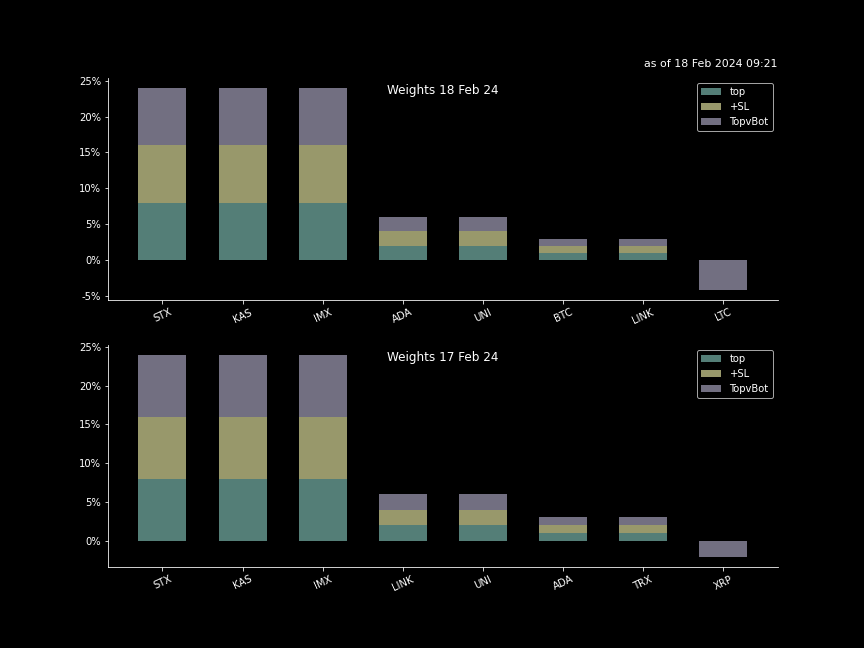 as of 18 Feb 2024 09:21
Weights 18 Feb 24
top
+SL
TopvBot
25%
20%
15%
10%
5%
0%
-5%
STX KAS IMX ADA UNI BTC LINK LTC
Weights 17 Feb 24
top
+SL
TopvBot
25%
20%
15%
10%
5%
0%
STX KAS IMX LINK UNI ADA TRX XRP